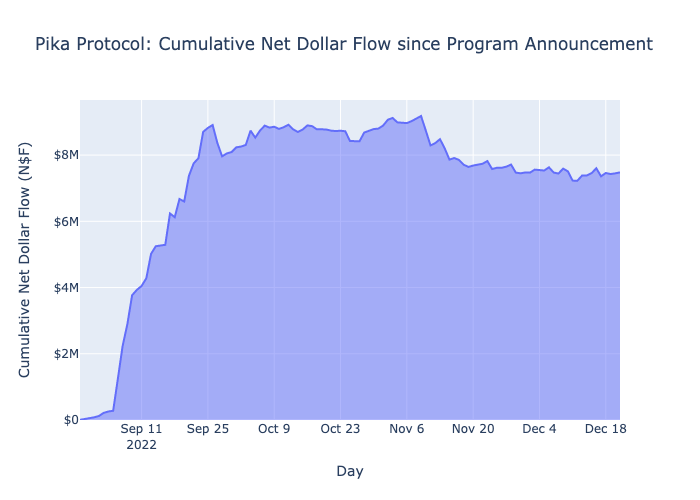 Pika Protocol: Cumulative Net Dollar Flow since Program Announcement
Cumulative Net Dollar Flow (N$F)
$8M
$6M
$4M
$2M
$0
Sep 11
2022
Sep 25
Oct 9
Oct 23
Nov 6
Nov 20
Dec 4
Dec 18
Day